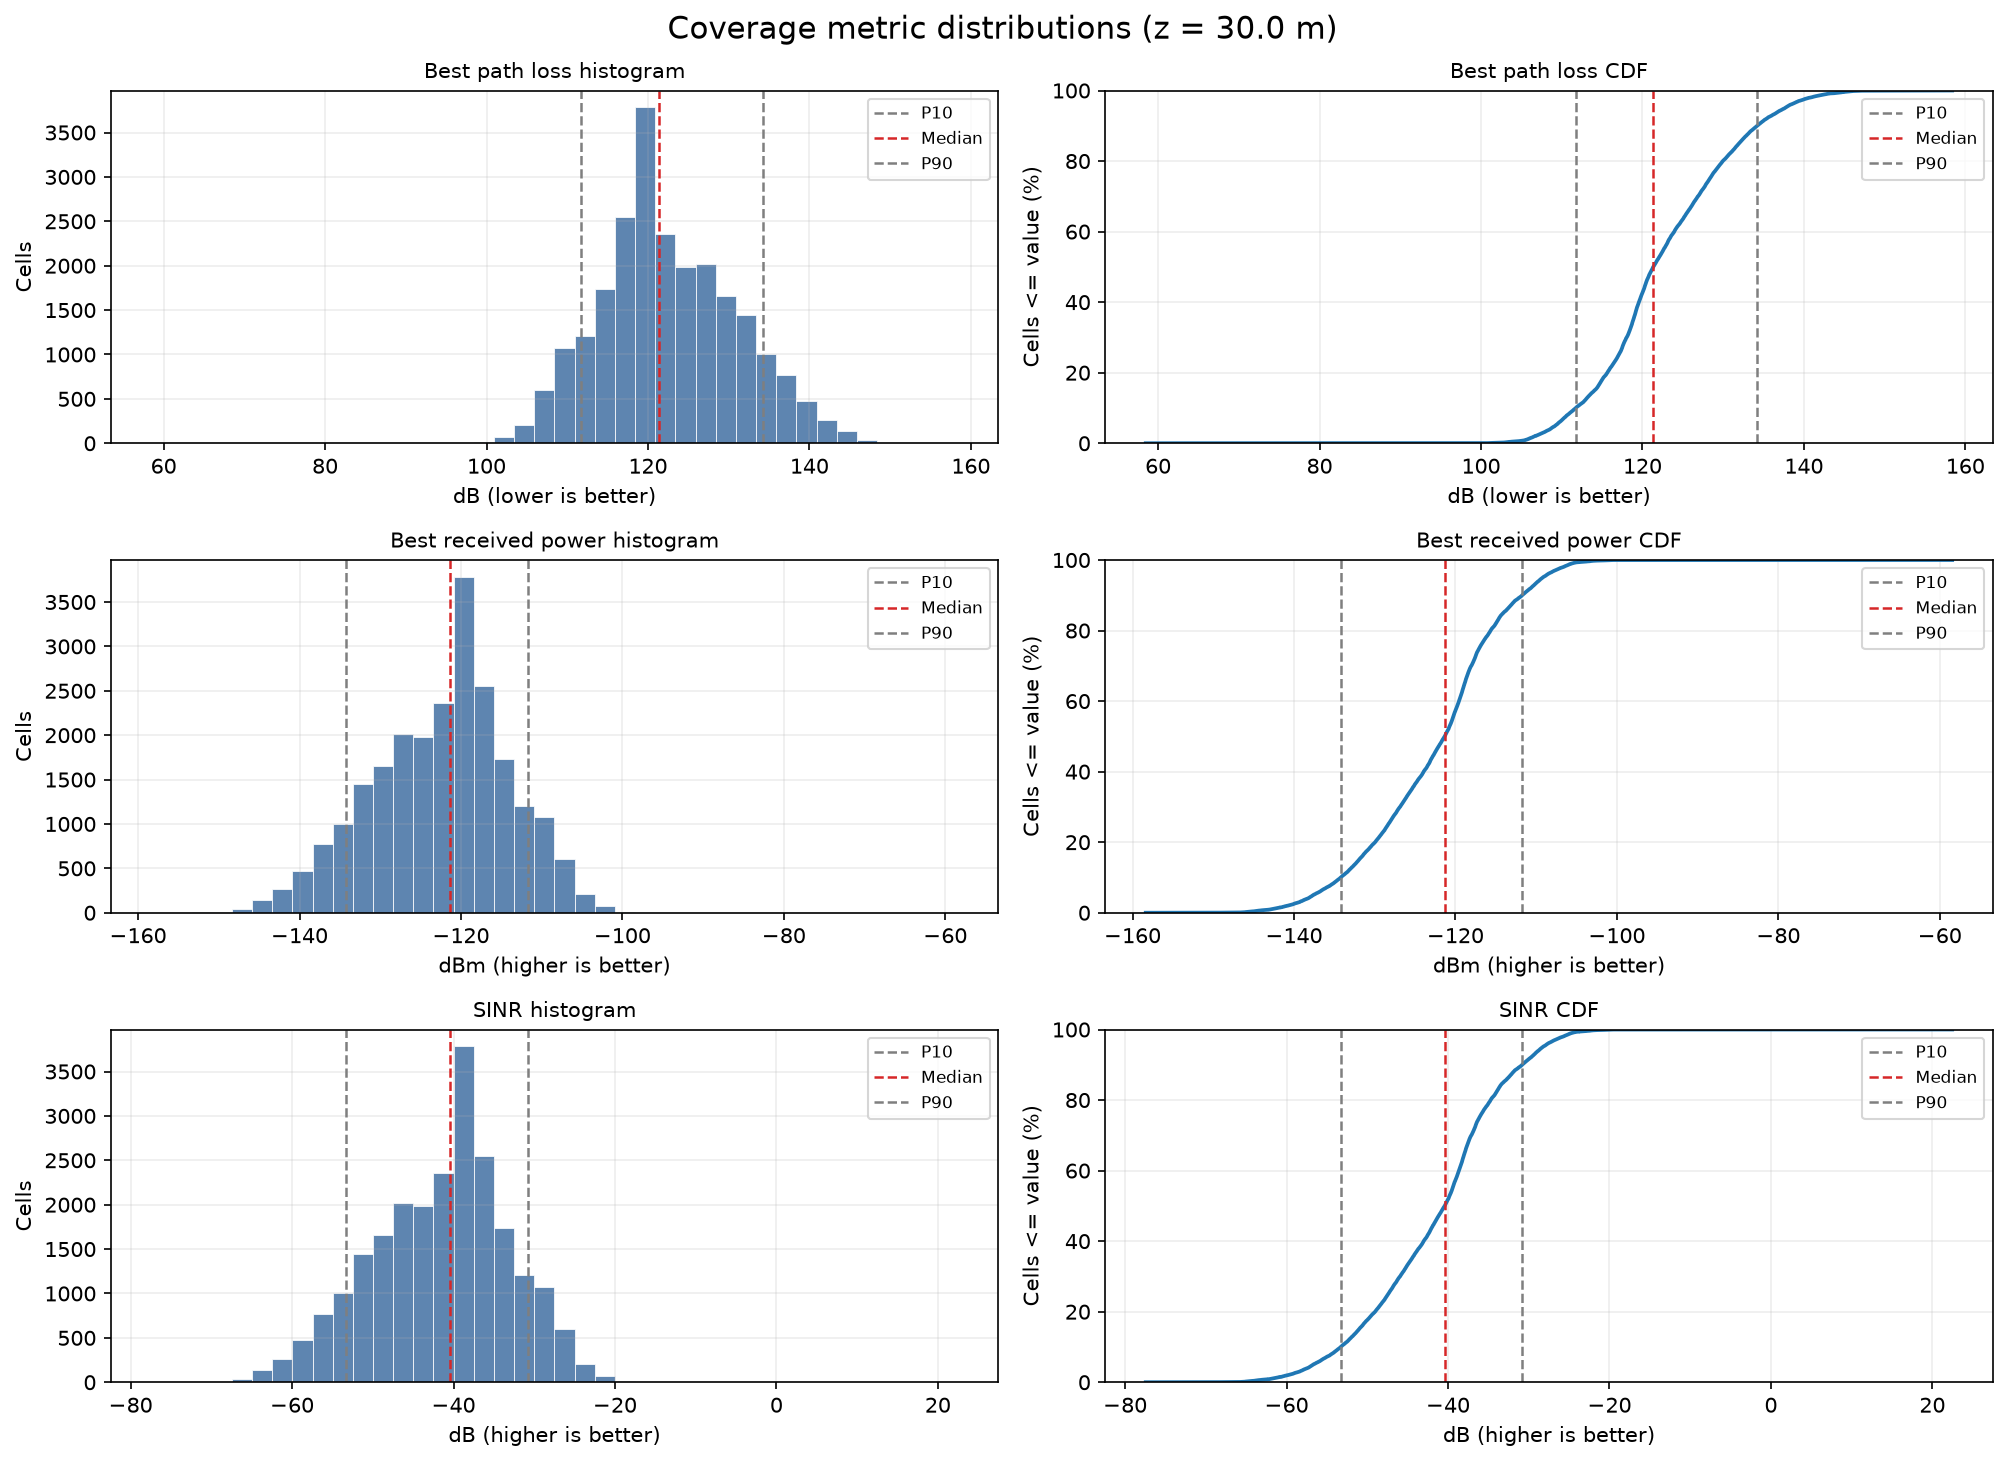 Coverage metric distributions (z = 30.0 m)
Best path loss histogram
Cells
3500
3000
2500
2000
1500
1000
500
0
60 80 100 120 140 160
dB (lower is better)
P10
Median
P90
Best path loss CDF
Cells <= value (%)
100
80
60
40
20
0
60 80 100 120 140 160
dB (lower is better)
P10
Median
P90
Best received power histogram
Cells
3500
3000
2500
2000
1500
1000
500
0
−160 −140 −120 −100 −80 −60
dBm (higher is better)
P10
Median
P90
Best received power CDF
Cells <= value (%)
100
80
60
40
20
0
−160 −140 −120 −100 −80 −60
dBm (higher is better)
P10
Median
P90
SINR histogram
Cells
3500
3000
2500
2000
1500
1000
500
0
−80 −60 −40 −20 0 20
dB (higher is better)
P10
Median
P90
SINR CDF
Cells <= value (%)
100
80
60
40
20
0
−80 −60 −40 −20 0 20
dB (higher is better)
P10
Median
P90